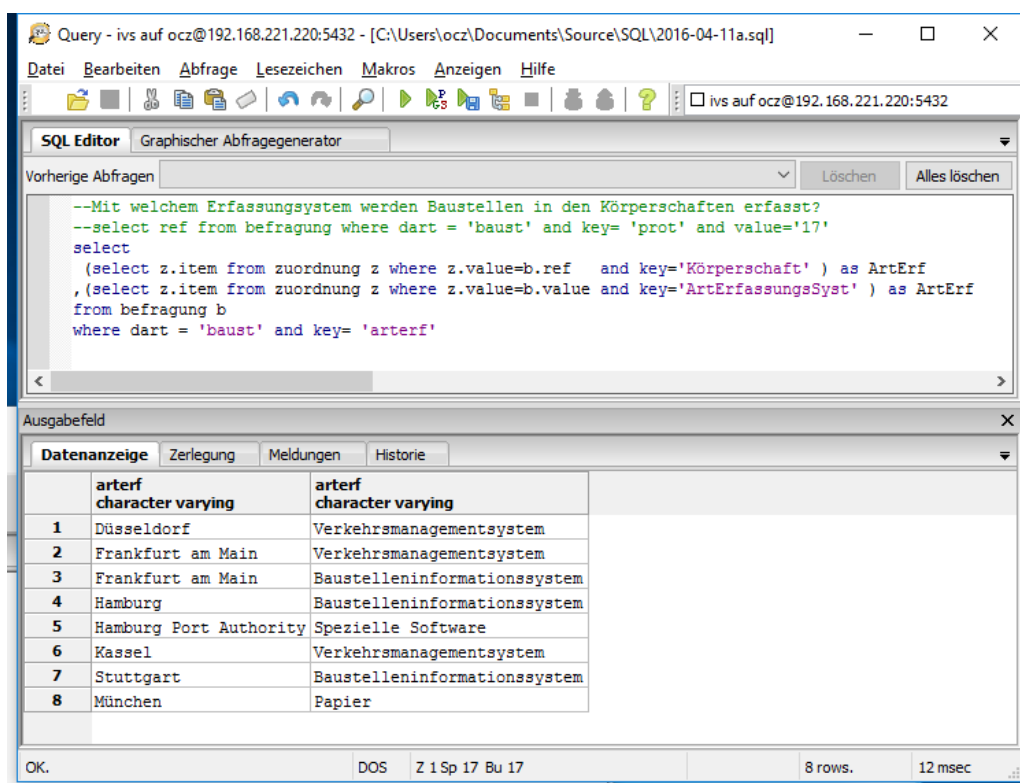 Query - ivs auf ocz@192.168.221.220:5432 - [C:\Users\ocz\Documents\Source\SQL\2016-04-11a.sql]
Datei Bearbeiten Abfrage Lesezeichen Makros Anzeigen Hilfe
ivs auf ocz@192.168.221.220:5432
SQL Editor Graphischer Abfragegenerator
Vorherige Abfragen Löschen Alles löschen
--Mit welchem Erfassungsystem werden Baustellen in den Körperschaften erfasst?
--select ref from befragung where dart = 'baust' and key= 'prot' and value='17'
select
(select z.item from zuordnung z where z.value=b.ref   and key='Körperschaft' ) as ArtErf
,(select z.item from zuordnung z where z.value=b.value and key='ArtErfassungsSyst' ) as ArtErf
from befragung b
where dart = 'baust' and key= 'arterf'
Ausgabefeld
Datenanzeige Zerlegung Meldungen Historie
arterf arterf
character varying character varying
1 Düsseldorf Verkehrsmanagementsystem
2 Frankfurt am Main Verkehrsmanagementsystem
3 Frankfurt am Main Baustelleninformationssystem
4 Hamburg Baustelleninformationssystem
5 Hamburg Port Authority Spezielle Software
6 Kassel Verkehrsmanagementsystem
7 Stuttgart Baustelleninformationssystem
8 München Papier
OK. DOS Z 1 Sp 17 Bu 17 8 rows. 12 msec